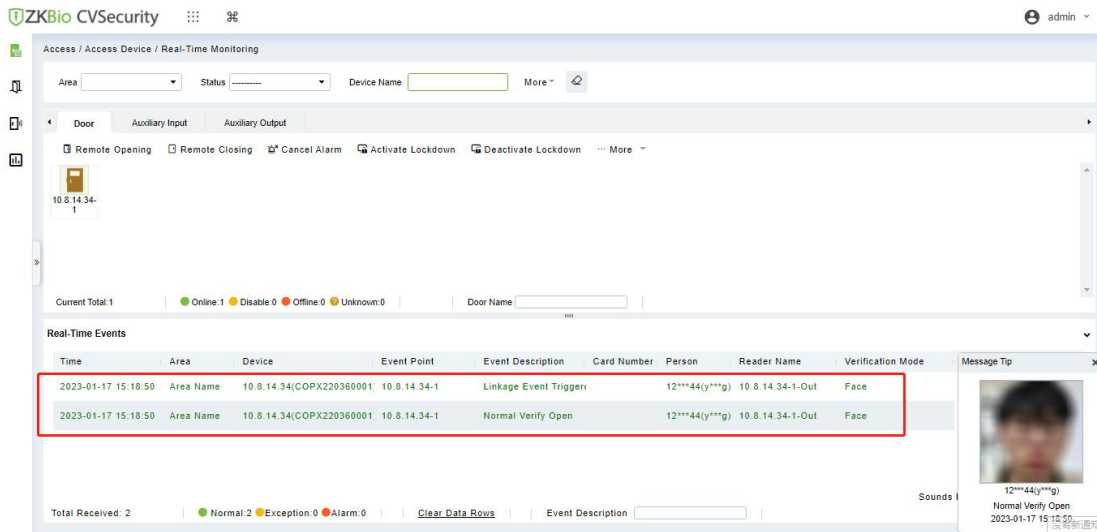 ZKBio CVSecurity
admin
Access / Access Device / Real-Time Monitoring
Area Status ---------- Device Name More
Door Auxiliary Input Auxiliary Output
Remote Opening Remote Closing Cancel Alarm Activate Lockdown Deactivate Lockdown ··· More
10.8.14.34-
1
Current Total:1 Online:1 Disable:0 Offline:0 Unknown:0 Door Name
Real-Time Events
Time Area Device Event Point Event Description Card Number Person Reader Name Verification Mode
Message Tip
2023-01-17 15:18:50 Area Name 10.8.14.34(COPX220360001 10.8.14.34-1 Linkage Event Trigger 12***44(y***g) 10.8.14.34-1-Out Face
2023-01-17 15:18:50 Area Name 10.8.14.34(COPX220360001 10.8.14.34-1 Normal Verify Open 12***44(y***g) 10.8.14.34-1-Out Face
12***44(y***g)
Normal Verify Open
2023-01-17 15:18:50
Sounds
Total Received: 2 Normal:2 Exception:0 Alarm:0 Clear Data Rows Event Description
没有新通知